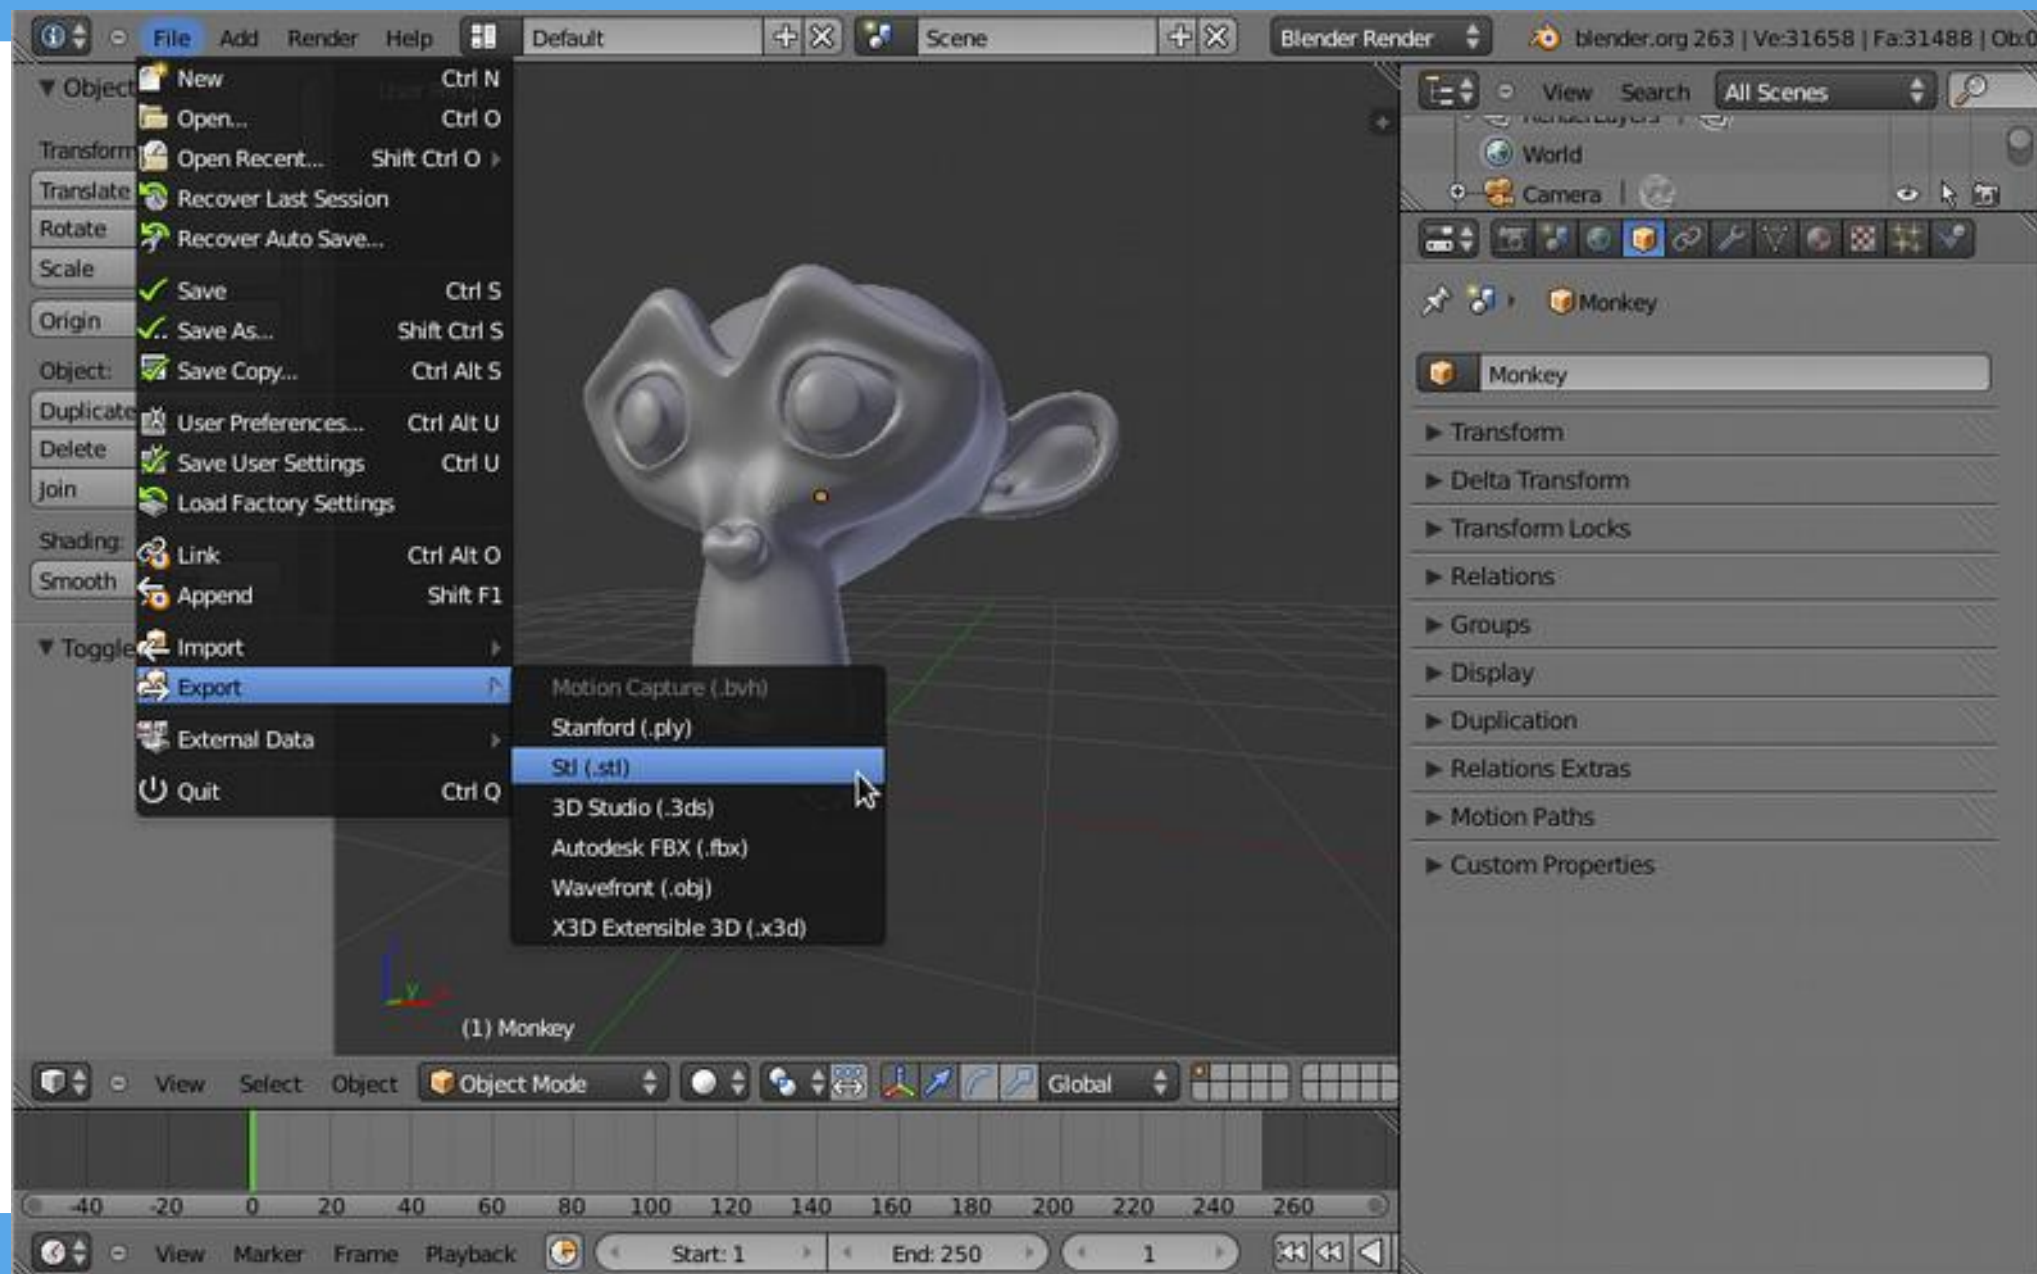 File Add Render Help Default Scene Blender Render blender.org 263 | Ve:31658 | Fa:31488 | Ob:0
Object
Transform
Translate
Rotate
Scale
Origin
Object:
Duplicate
Delete
Join
Shading:
Smooth
Toggle
New Ctrl N
Open... Ctrl O
Open Recent... Shift Ctrl O
Recover Last Session
Recover Auto Save...
Save Ctrl S
Save As... Shift Ctrl S
Save Copy... Ctrl Alt S
User Preferences... Ctrl Alt U
Save User Settings Ctrl U
Load Factory Settings
Link Ctrl Alt O
Append Shift F1
Import
Export
External Data
Quit Ctrl Q
Motion Capture (.bvh)
Stanford (.ply)
Stl (.stl)
3D Studio (.3ds)
Autodesk FBX (.fbx)
Wavefront (.obj)
X3D Extensible 3D (.x3d)
y
(1) Monkey
View Search All Scenes
RenderLayers |
World
Camera |
Monkey
Monkey
Transform
Delta Transform
Transform Locks
Relations
Groups
Display
Duplication
Relations Extras
Motion Paths
Custom Properties
View Select Object Object Mode Global
-40 -20 0 20 40 60 80 100 120 140 160 180 200 220 240 260
View Marker Frame Playback Start: 1 End: 250 1